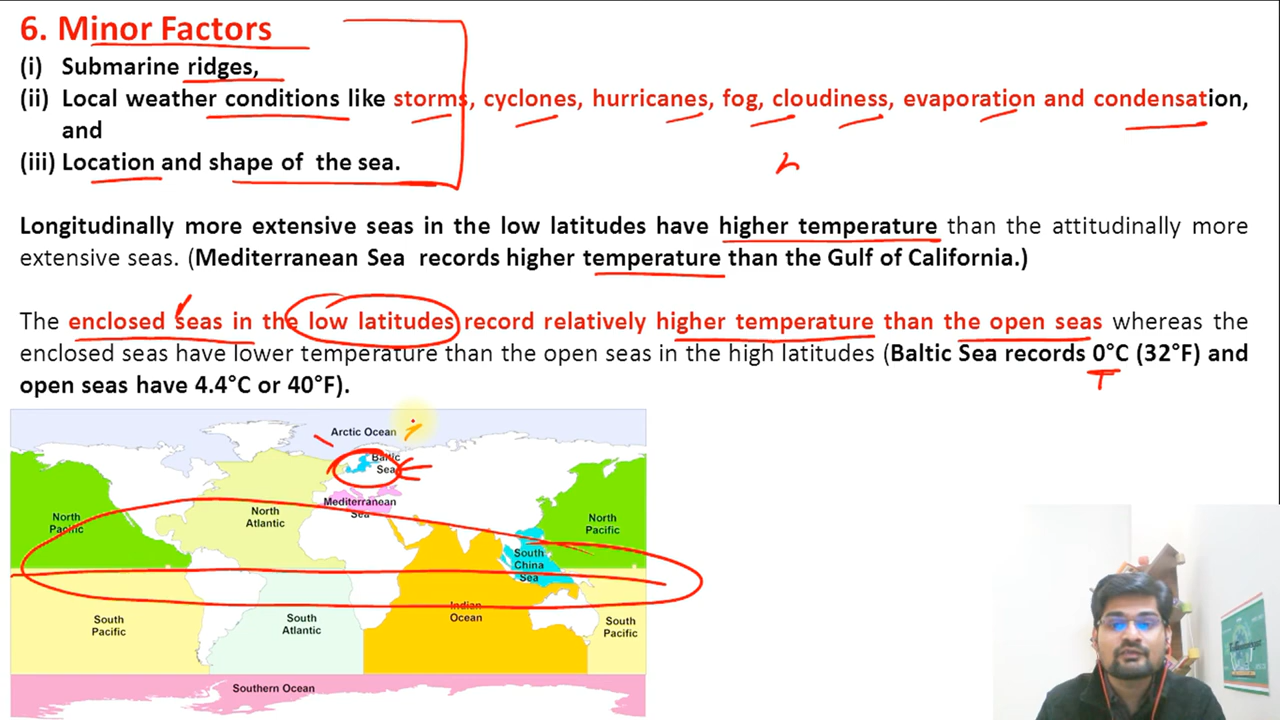 6. Minor Factors
(i) Submarine ridges,
(ii) Local weather conditions like storms, cyclones, hurricanes, fog, cloudiness, evaporation and condensation,
and
(iii) Location and shape of the sea.
Longitudinally more extensive seas in the low latitudes have higher temperature than the attitudinally more
extensive seas. (Mediterranean Sea records higher temperature than the Gulf of California.)
The enclosed seas in the low latitudes record relatively higher temperature than the open seas whereas the
enclosed seas have lower temperature than the open seas in the high latitudes (Baltic Sea records 0°C (32°F) and
open seas have 4.4°C or 40°F).
Arctic Ocean
Baltic
Sea
Mediterranean
Sea
North
Pacific
North
Atlantic
North
Pacific
South
China
Sea
South
Pacific
South
Atlantic
Indian
Ocean
South
Pacific
Southern Ocean